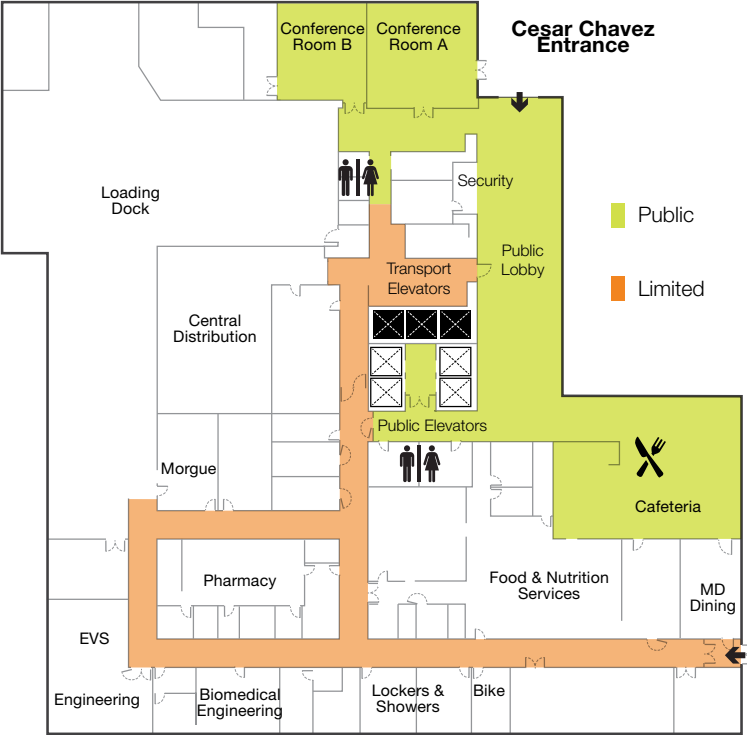 Conference
Room B
Conference
Room A
Cesar Chavez
Entrance
Security
Loading
Dock
Public
Public
Lobby
Transport
Elevators
Limited
Central
Distribution
Public Elevators
Morgue
Cafeteria
Pharmacy
Food & Nutrition
Services
MD
Dining
EVS
Engineering
Biomedical
Engineering
Lockers &
Showers
Bike